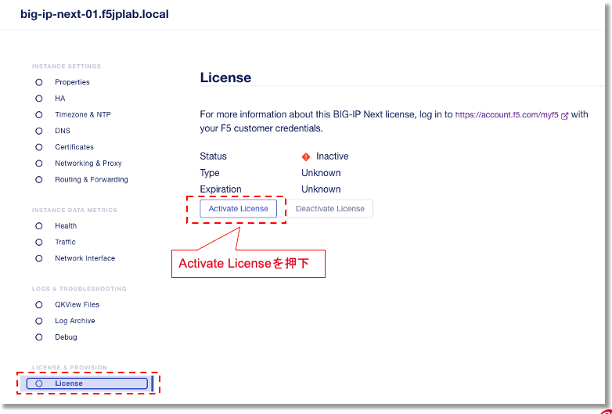 big-ip-next-01.f5jplab.local
INSTANCE SETTINGS
Properties
HA
Timezone & NTP
DNS
Certificates
Networking & Proxy
Routing & Forwarding
INSTANCE DATA METRICS
Health
Traffic
Network Interface
LOGS & TROUBLESHOOTING
QKView Files
Log Archive
Debug
LICENSE & PROVISION
License
License
For more information about this BIG-IP Next license, log in to https://account.f5.com/myf5 with
your F5 customer credentials.
Status Inactive
Type Unknown
Expiration Unknown
Activate License Deactivate License
Activate Licenseを押下